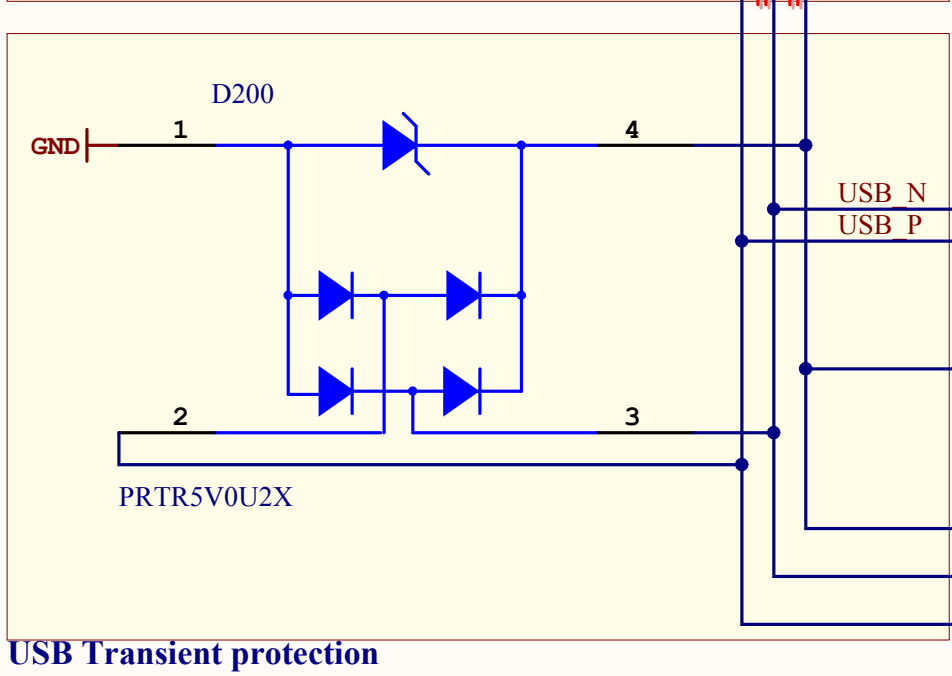 D200
GND
1
4
USB_N
USB_P
2
3
PRTR5V0U2X
USB Transient protection